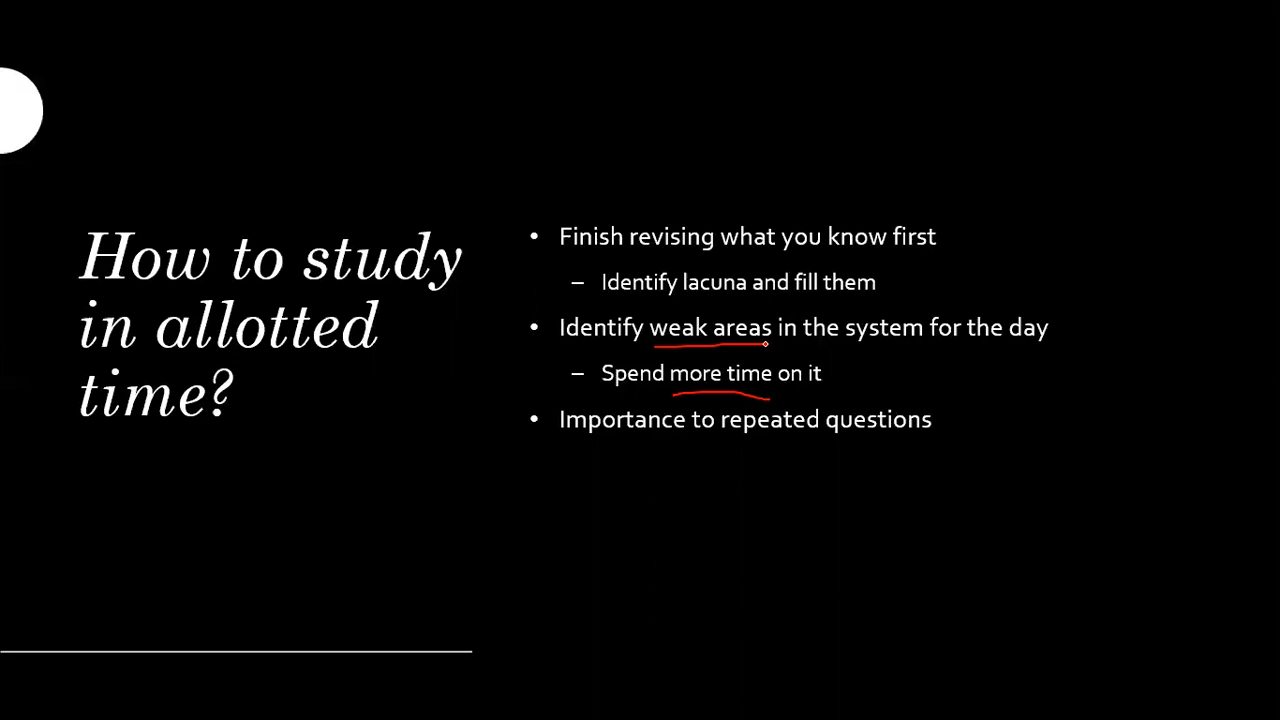 How to study
in allotted
time?
• Finish revising what you know first
– Identify lacuna and fill them
• Identify weak areas in the system for the day
– Spend more time on it
• Importance to repeated questions